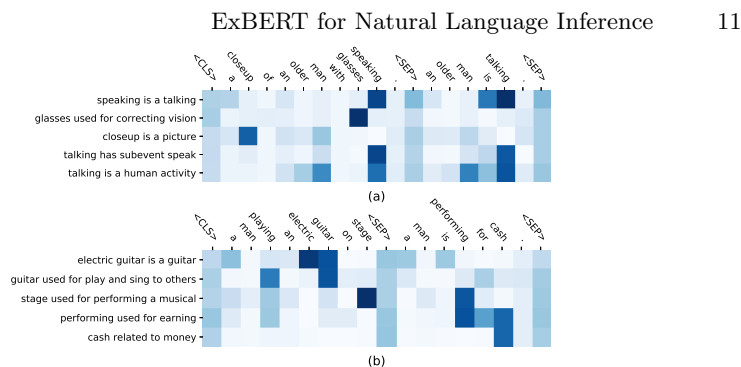 ExBERT for Natural Language Inference 11
<CLS> a closeup of an older man with glasses speaking . <SEP> an older man is talking . <SEP>
speaking is a talking
glasses used for correcting vision
closeup is a picture
talking has subevent speak
talking is a human activity
(a)
<CLS> a man playing an electric guitar on stage <SEP> a man is performing for cash . <SEP>
electric guitar is a guitar
guitar used for play and sing to others
stage used for performing a musical
performing used for earning
cash related to money
(b)